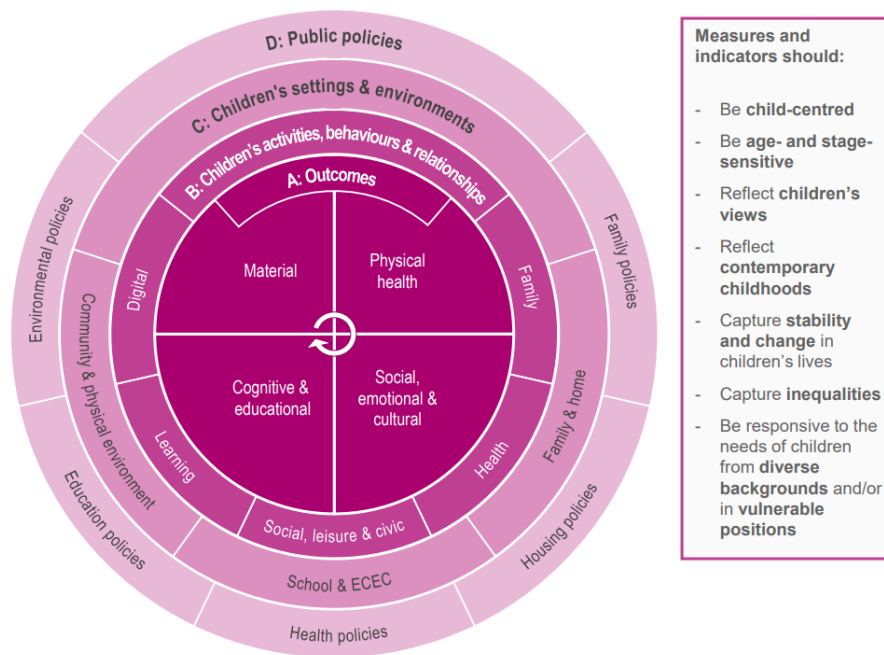 D: Public policies
C: Children's settings & environments
B: Children's activities, behaviours & relationships
A: Outcomes
Material
Physical
health
Cognitive &
educational
Social,
emotional &
cultural
Digital
Family
Learning
Health
Social, leisure & civic
Community & physical environment
Family & home
School & ECEC
Environmental policies
Family policies
Education policies
Housing policies
Health policies
Measures and
indicators should:
- Be child-centred
- Be age- and stage-
sensitive
- Reflect children's
views
- Reflect
contemporary
childhoods
- Capture stability
and change in
children's lives
- Capture inequalities
- Be responsive to the
needs of children
from diverse
backgrounds and/or
in vulnerable
positions